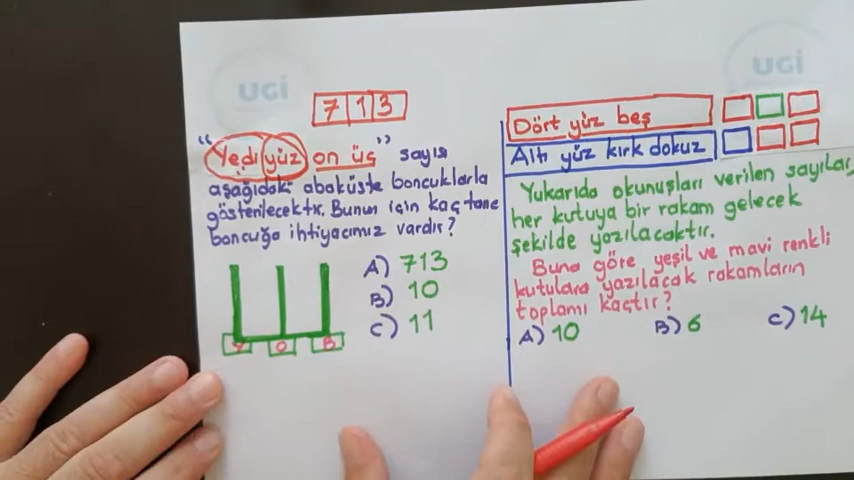 UGi
UGi
7 1 3
"Yedi yüz on üç" sayısı
aşağıdaki abaküste boncuklarla
gösterilecektir. Bunun için kaç tane
boncuğa ihtiyacımız vardır?
A) 713
B) 10
C) 11
Y O B
Dört yüz beş
Altı yüz kırk dokuz
Yukarıda okunuşları verilen sayılar,
her kutuya bir rakam gelecek
şekilde yazılacaktır.
Buna göre yeşil ve mavi renkli
kutulara yazılacak rakamların
toplamı kaçtır?
A) 10 B) 6 C) 14